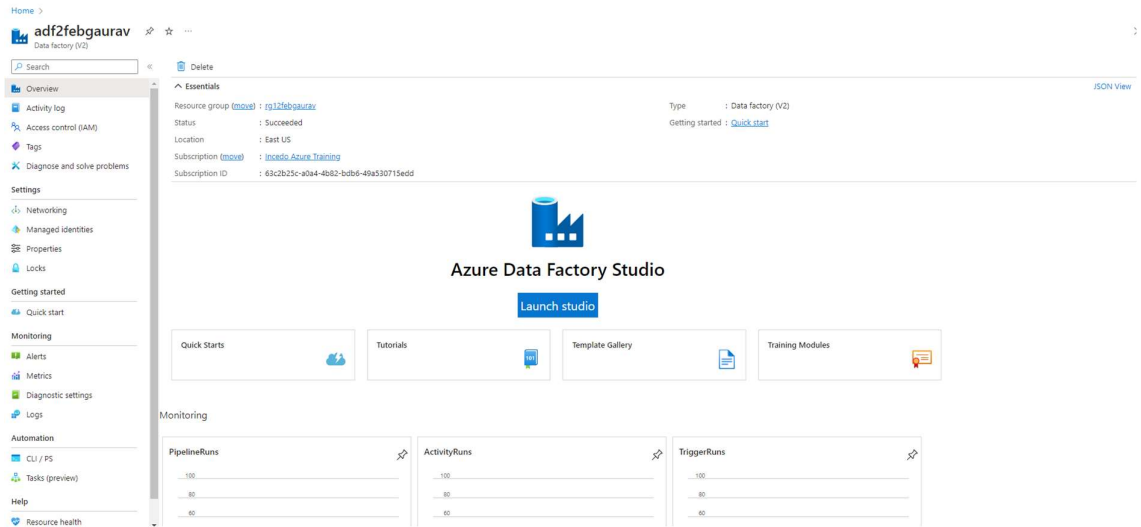 Home >
adf2febgaurav
Data factory (V2)
Search
Overview
Activity log
Access control (IAM)
Tags
Diagnose and solve problems
Settings
Networking
Managed identities
Properties
Locks
Getting started
Quick start
Monitoring
Alerts
Metrics
Diagnostic settings
Logs
Automation
CLI / PS
Tasks (preview)
Help
Resource health
Delete
Essentials
JSON View
Resource group (move) : rg12febgaurav
Status : Succeeded
Location : East US
Subscription (move) : Incedo Azure Training
Subscription ID : 63c2b25c-a0a4-4b82-bdb6-49a530715edd
Type : Data factory (V2)
Getting started : Quick start
Azure Data Factory Studio
Launch studio
Quick Starts
Tutorials
101
Template Gallery
Training Modules
Monitoring
PipelineRuns
100
80
60
ActivityRuns
100
80
60
TriggerRuns
100
80
60